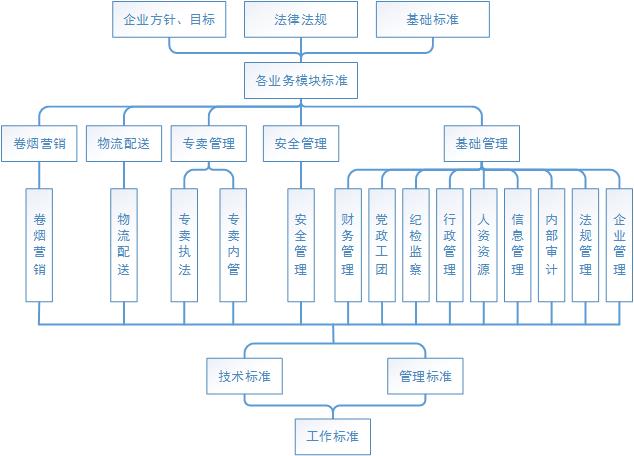 企业方针、目标
法律法规
基础标准
各业务模块标准
卷烟营销
物流配送
专卖管理
安全管理
基础管理
卷烟营销
物流配送
专卖执法
专卖内管
安全管理
财务管理
党政工团
纪检监察
行政管理
人资资源
信息管理
内部审计
法规管理
企业管理
技术标准
管理标准
工作标准